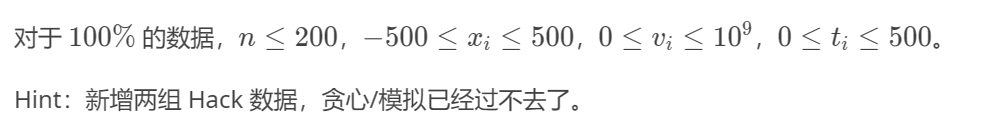 对于 100% 的数据，n ≤ 200，−500 ≤ xᵢ ≤ 500，0 ≤ vᵢ ≤ 10⁹，0 ≤ tᵢ ≤ 500。
Hint：新增两组 Hack 数据，贪心/模拟已经过不去了。